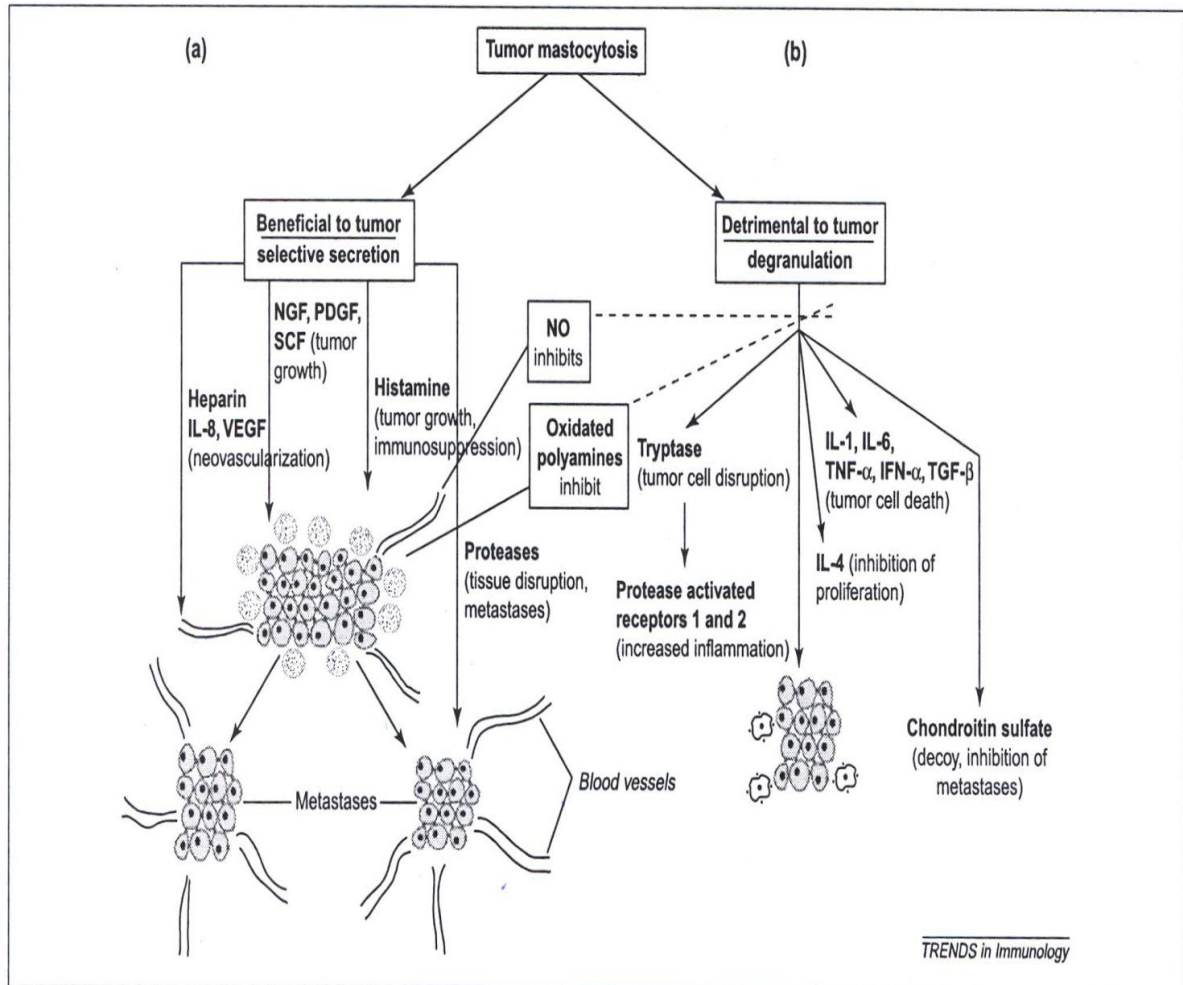 (a)
Tumor mastocytosis
(b)
Beneficial to tumor
selective secretion
Detrimental to tumor
degranulation
NGF, PDGF,
SCF (tumor
growth)
Heparin
IL-8, VEGF
(neovascularization)
Histamine
(tumor growth,
immunosuppression)
NO
inhibits
Oxidated
polyamines
inhibit
Proteases
(tissue disruption,
metastases)
Tryptase
(tumor cell disruption)
Protease activated
receptors 1 and 2
(increased inflammation)
IL-1, IL-6,
TNF-α, IFN-α, TGF-β
(tumor cell death)
IL-4 (inhibition of
proliferation)
Chondroitin sulfate
(decoy, inhibition of
metastases)
Metastases
Blood vessels
TRENDS in Immunology